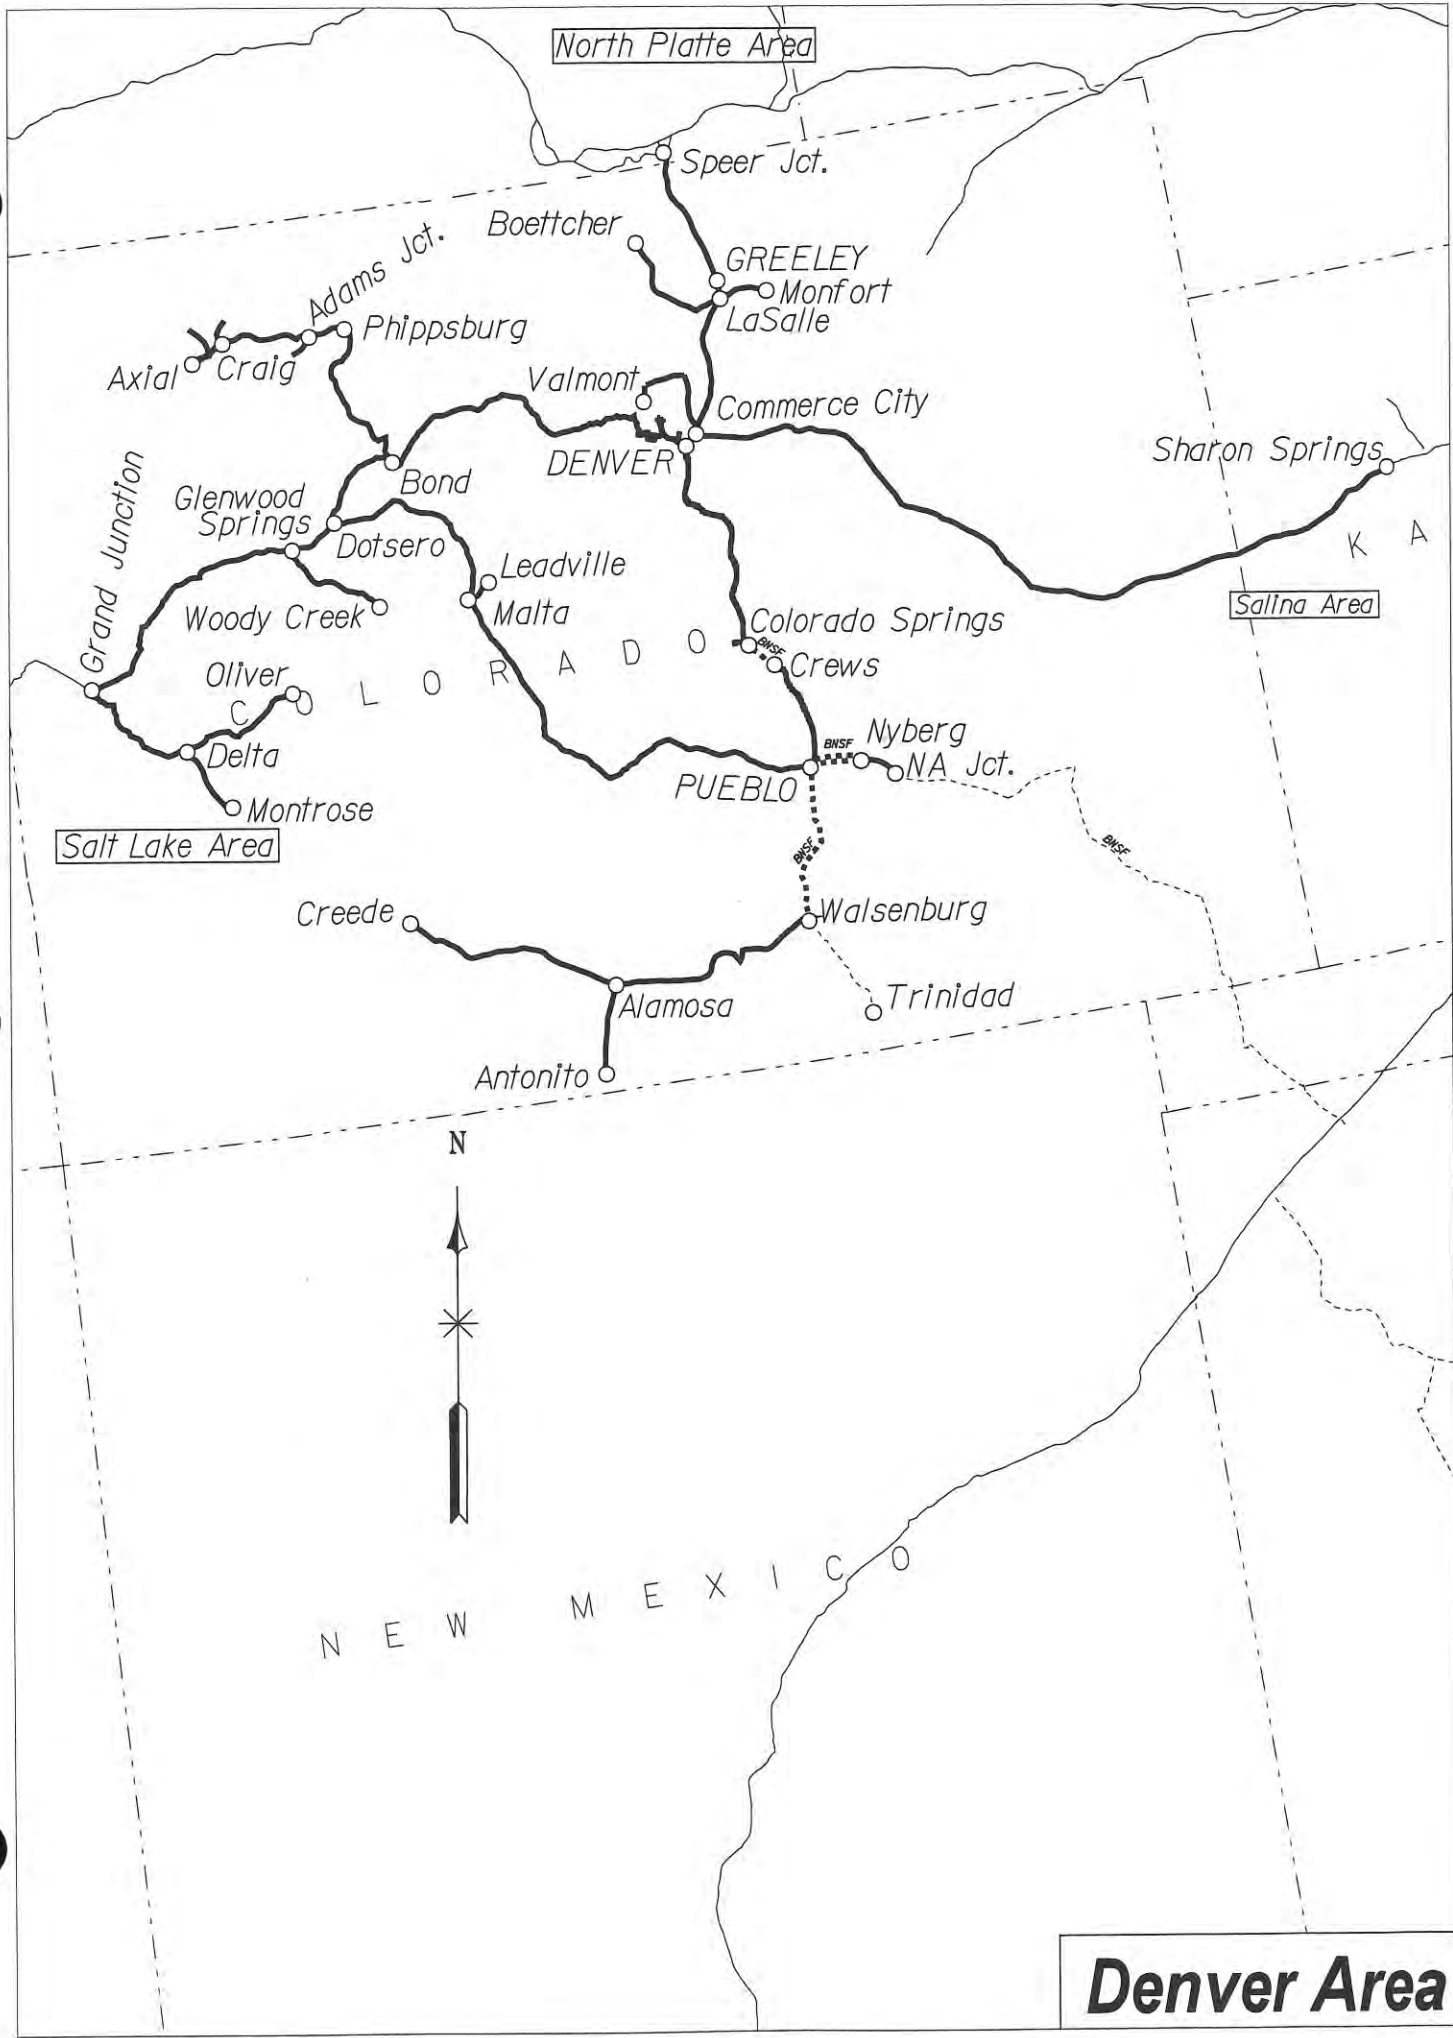 North Platte Area
Speer Jct.
Boettcher
Adams Jct.
GREELEY
Monfort
LaSalle
Phippsburg
Axial
Craig
Valmont
Commerce City
DENVER
Sharon Springs
Bond
Grand Junction
Glenwood
Springs
Dotsero
K A
Leadville
Salina Area
Woody Creek
Malta
Colorado Springs
BNSF
Crews
Oliver
C O L O R A D O
Nyberg
BNSF
Delta
NA Jct.
PUEBLO
Montrose
Salt Lake Area
BNSF
BNSF
Creede
Walsenburg
Alamosa
Trinidad
Antonito
N
NEW MEXICO
Denver Area